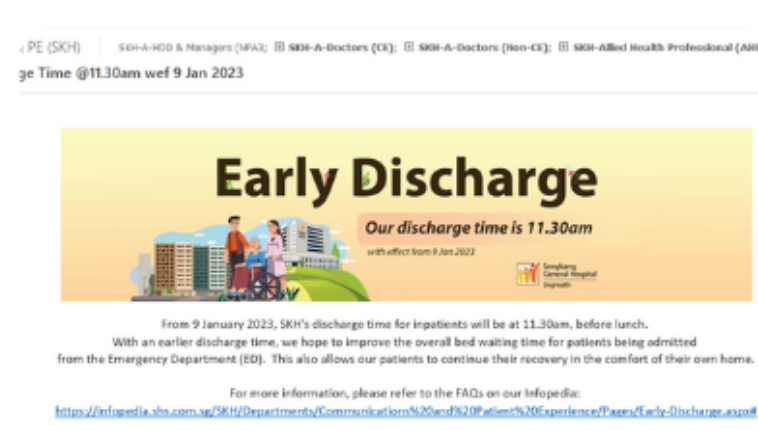 PE (SKH) SKH-A-HOD & Managers (NPA3; SKH-A-Doctors (CE); SKH-A-Doctors (Non-CE); SKH-Allied Health Professional (AHP
ge Time @11.30am wef 9 Jan 2023
Early Discharge
Our discharge time is 11.30am
with effect from 9 Jan 2023
Sengkang
General Hospital
SingHealth
From 9 January 2023, SKH's discharge time for inpatients will be at 11.30am, before lunch.
With an earlier discharge time, we hope to improve the overall bed waiting time for patients being admitted
from the Emergency Department (ED). This also allows our patients to continue their recovery in the comfort of their own home.
For more information, please refer to the FAQs on our Infopedia:
https://infopedia.shs.com.sg/SKH/Departments/Communications%20and%20Patient%20Experience/Pages/Early-Discharge.aspx#